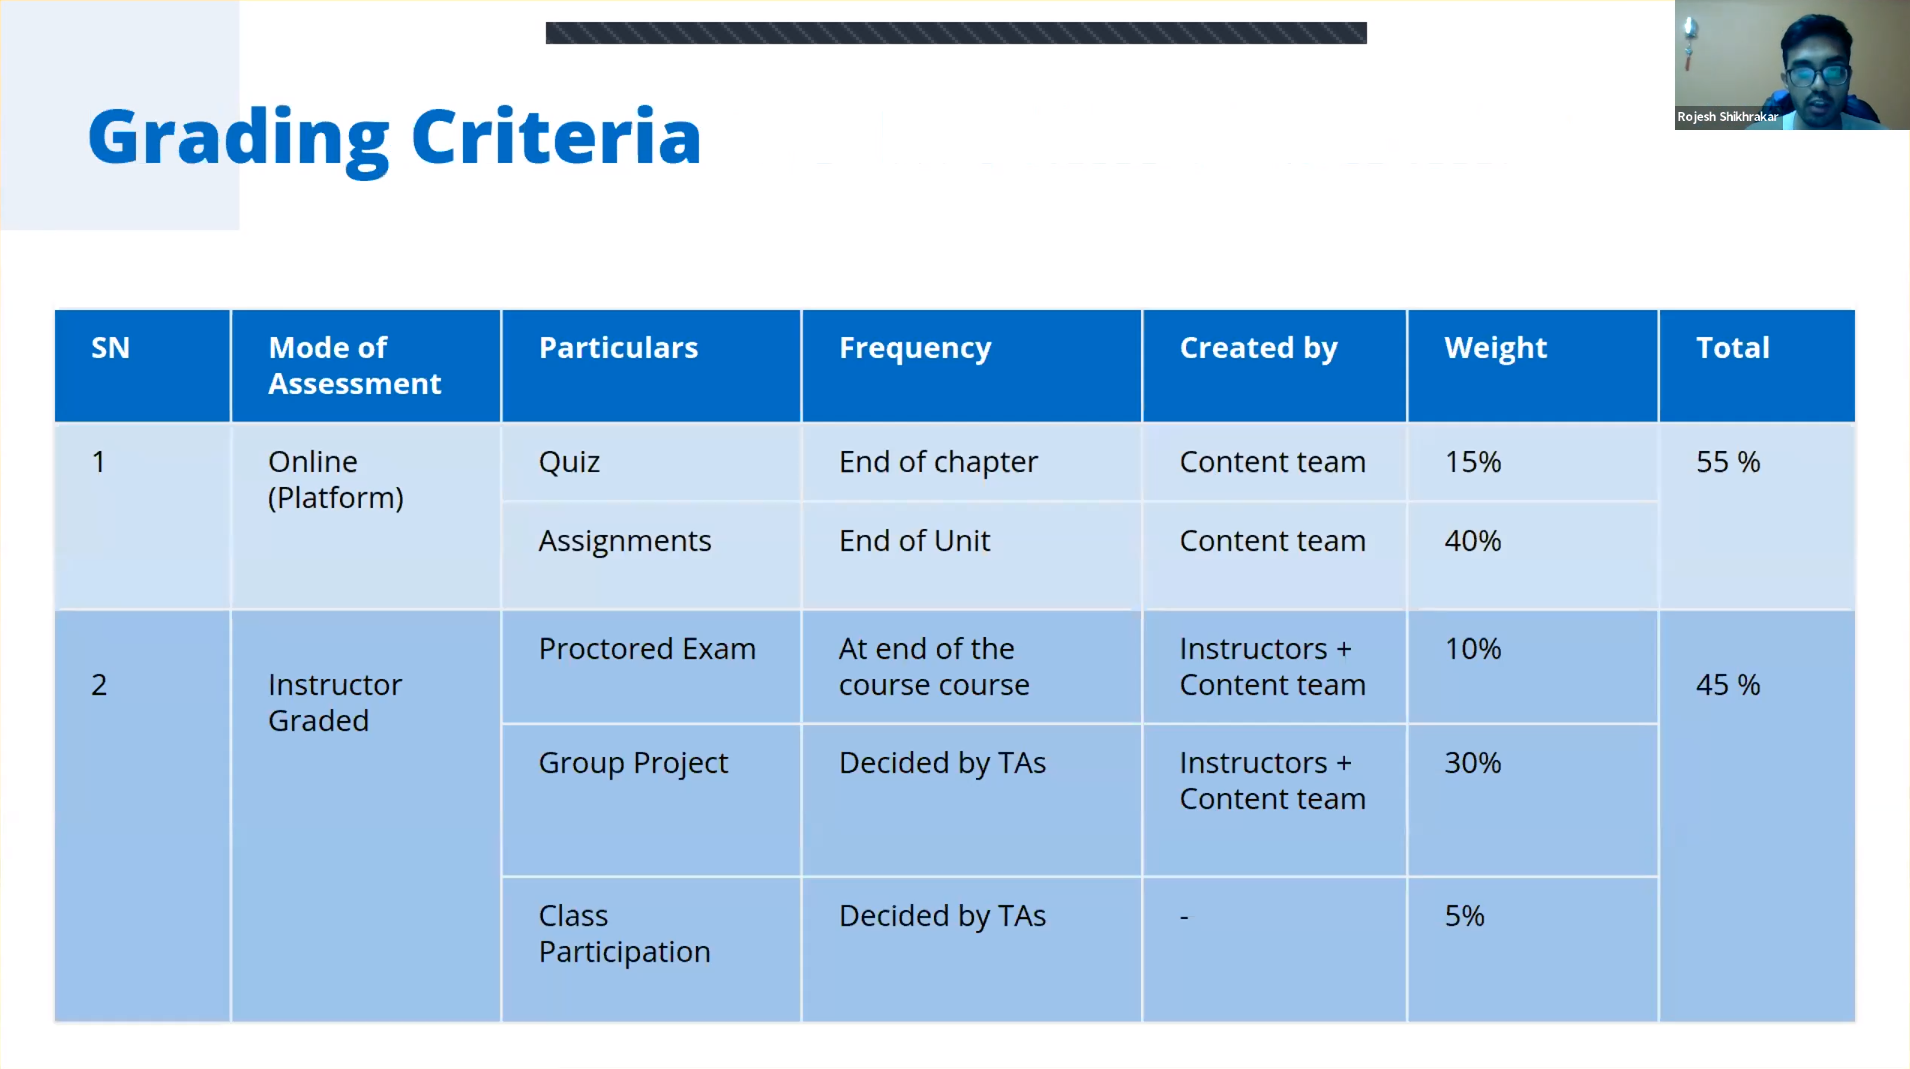 Rojesh Shikhrakar
Grading Criteria
SN
Mode of
Assessment
Particulars
Frequency
Created by
Weight
Total
1
Online
(Platform)
Quiz
End of chapter
Content team
15%
55 %
Assignments
End of Unit
Content team
40%
2
Instructor
Graded
Proctored Exam
At end of the
course course
Instructors +
Content team
10%
45 %
Group Project
Decided by TAs
Instructors +
Content team
30%
Class
Participation
Decided by TAs
-
5%